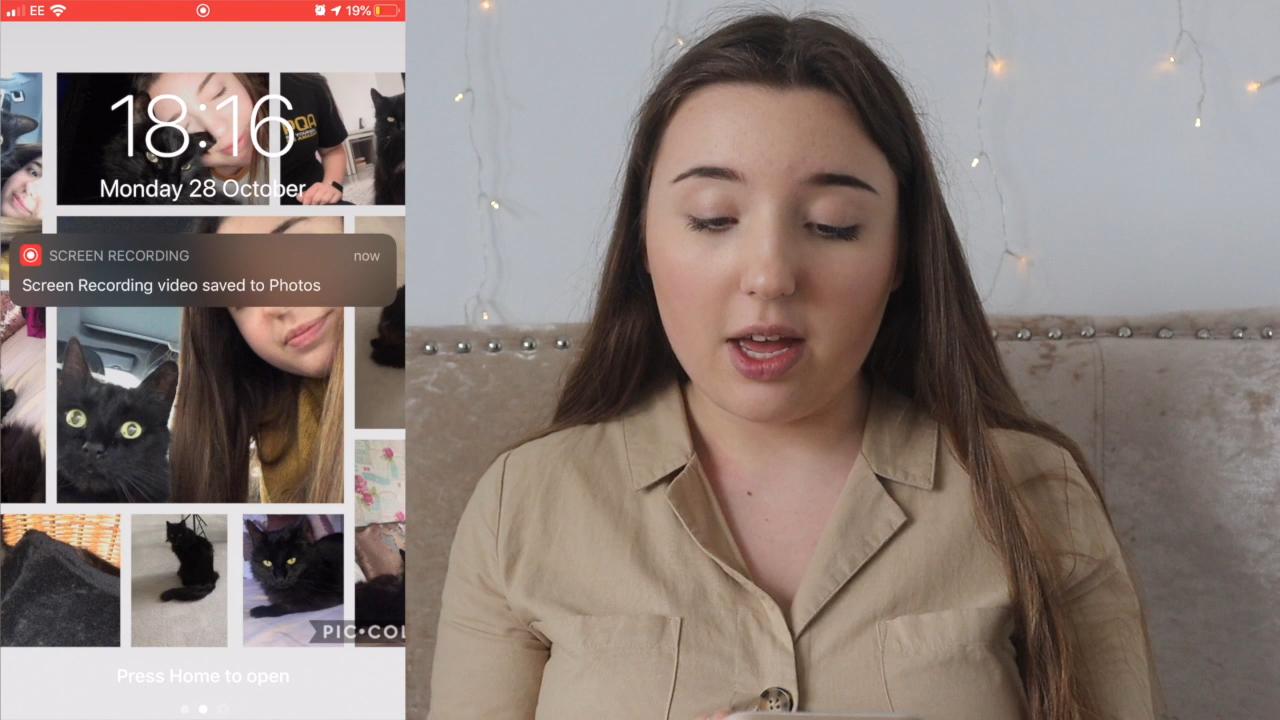 EE 19%
18:16
Monday 28 October
SCREEN RECORDING now
Screen Recording video saved to Photos
PIC•COL
Press Home to open